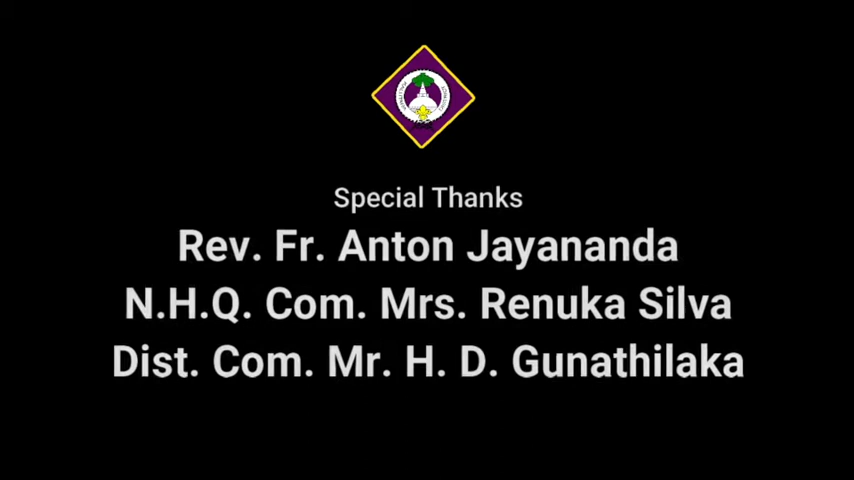 Special Thanks
Rev. Fr. Anton Jayananda
N.H.Q. Com. Mrs. Renuka Silva
Dist. Com. Mr. H. D. Gunathilaka